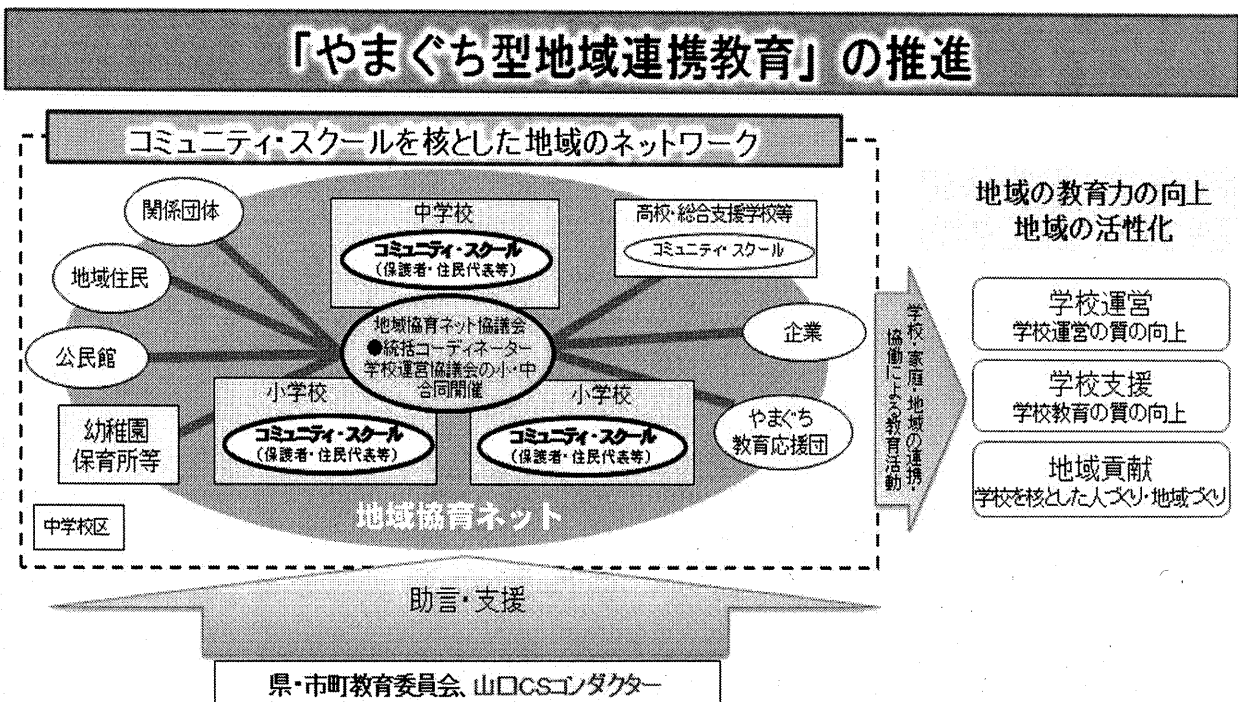 「やまぐち型地域連携教育」の推進
コミュニティ・スクールを核とした地域のネットワーク
関係団体
地域住民
公民館
幼稚園
保育所等
中学校区
中学校
コミュニティ・スクール
(保護者・住民代表等)
高校・総合支援学校等
コミュニティ・スクール
地域協育ネット協議会
●統括コーディネーター
学校運営協議会の小・中
合同開催
小学校
コミュニティ・スクール
(保護者・住民代表等)
小学校
コミュニティ・スクール
(保護者・住民代表等)
企業
やまぐち
教育応援団
地域協育ネット
学校・家庭・地域の連携・
協働による教育活動
地域の教育力の向上
地域の活性化
学校運営
学校運営の質の向上
学校支援
学校教育の質の向上
地域貢献
学校を核とした人づくり・地域づくり
助言・支援
県・市町教育委員会、山口CSコンダクター